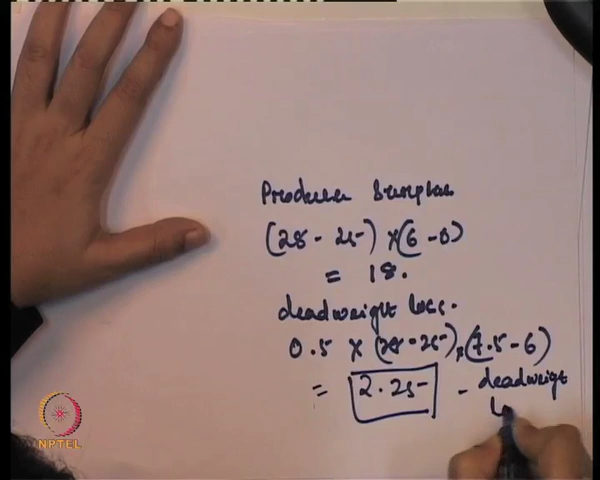 Producer Surplus
(28 - 25) × (6 - 0)
= 18.
deadweight loss.
0.5 × (28 - 25) × (7.5 - 6)
= 2.25 - deadweigt
NPTEL